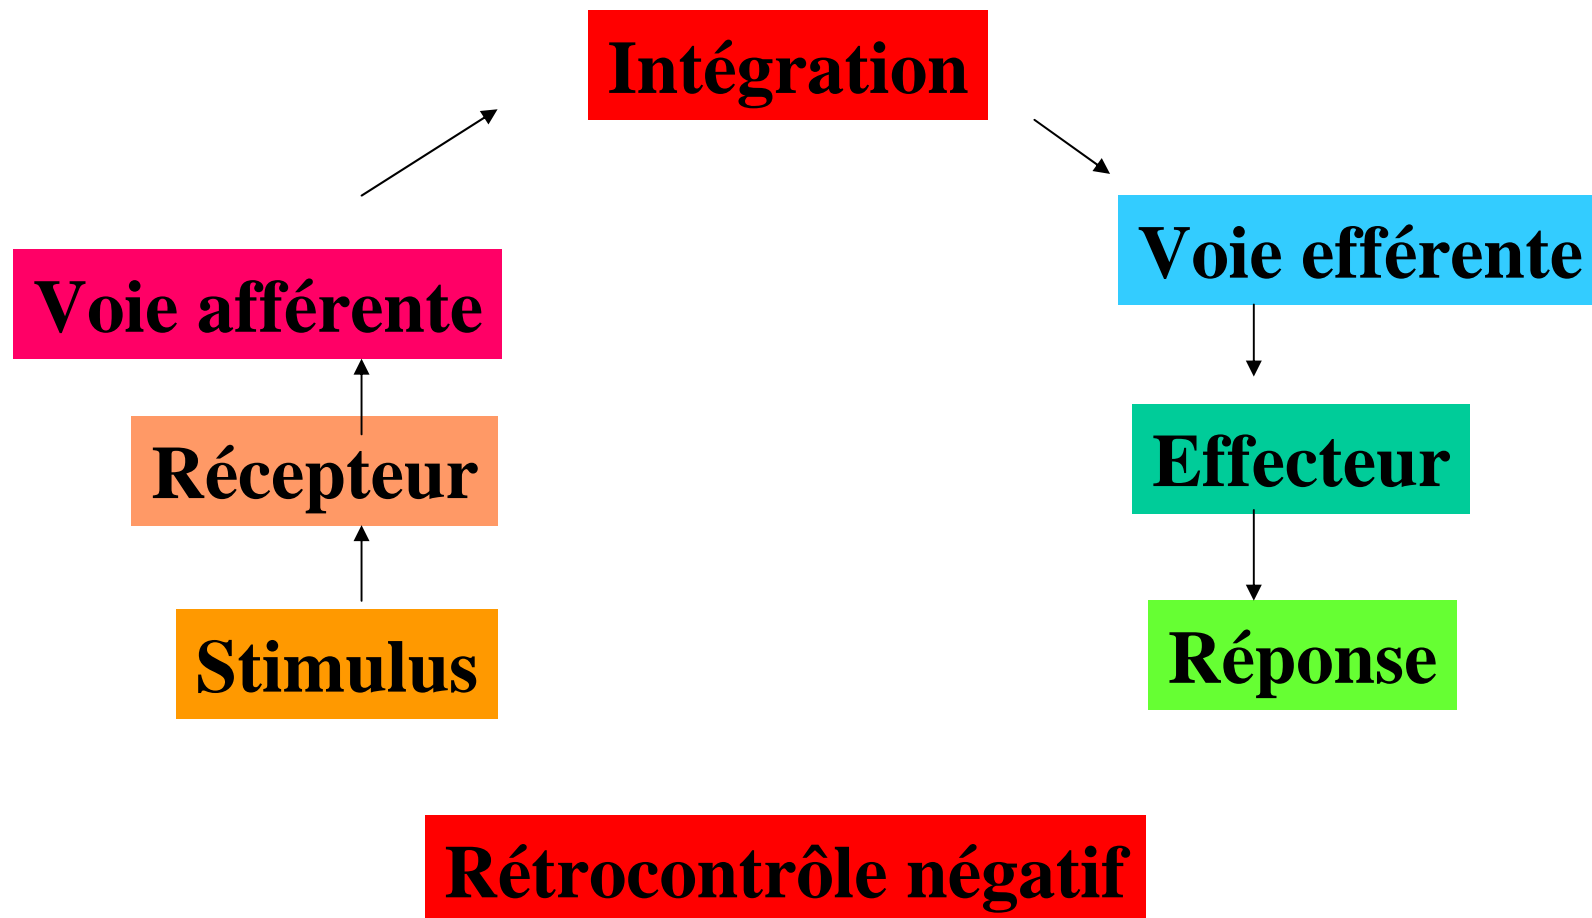 Intégration
Voie efférente
Voie afférente
Effecteur
Récepteur
Réponse
Stimulus
Rétrocontrôle négatif